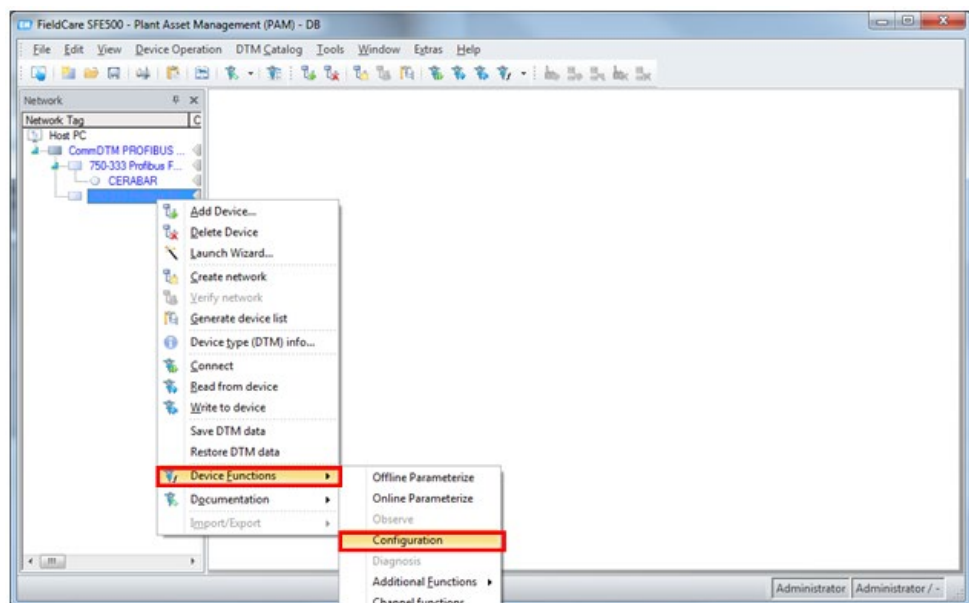 FieldCare SFE500 - Plant Asset Management (PAM) - DB
File Edit View Device Operation DTM Catalog Tools Window Extras Help
Network
Network Tag C
Host PC
CommDTM PROFIBUS ...
750-333 Profibus F...
CERABAR
Add Device...
Delete Device
Launch Wizard...
Create network
Verify network
Generate device list
Device type (DTM) info...
Connect
Read from device
Write to device
Save DTM data
Restore DTM data
Device Functions
Documentation
Import/Export
Offline Parameterize
Online Parameterize
Observe
Configuration
Diagnosis
Additional Functions
Channel functions
Administrator Administrator / -